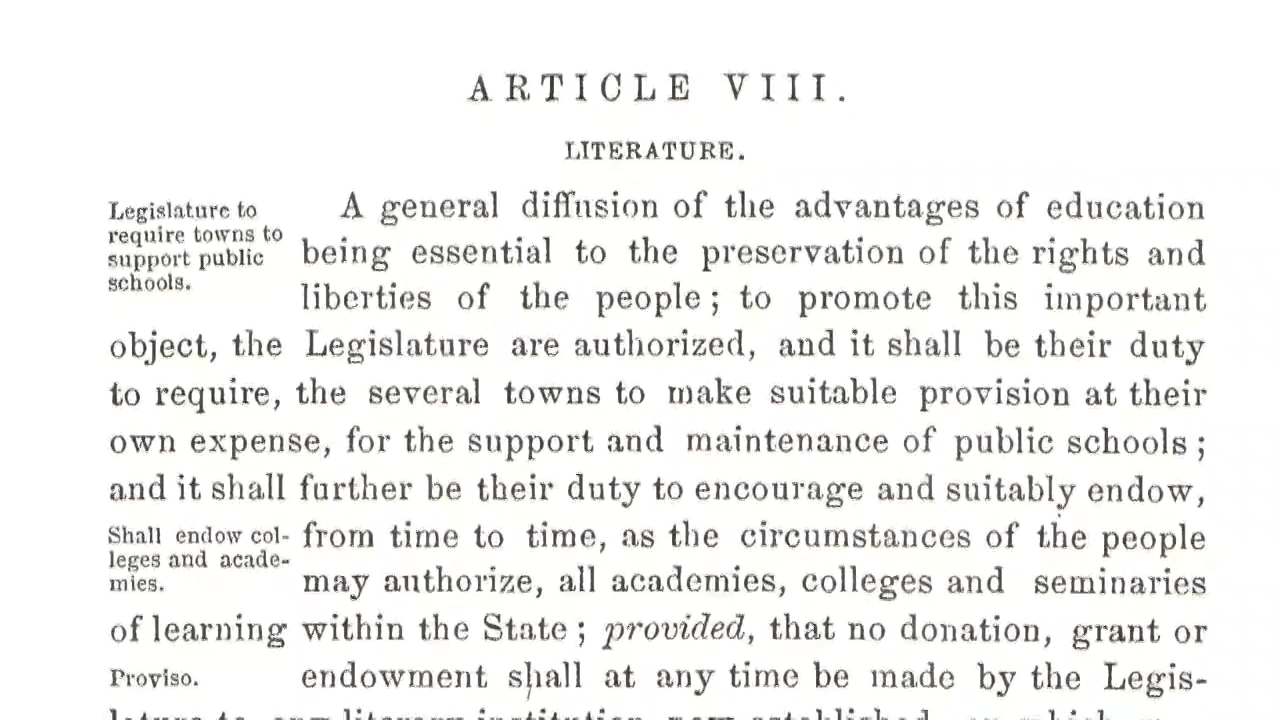 ARTICLE VIII.
LITERATURE.
Legislature to
require towns to
support public
schools.
A general diffusion of the advantages of education
being essential to the preservation of the rights and
liberties of the people; to promote this important
object, the Legislature are authorized, and it shall be their duty
to require, the several towns to make suitable provision at their
own expense, for the support and maintenance of public schools;
and it shall further be their duty to encourage and suitably endow,
Shall endow col-
leges and acade-
mies.
from time to time, as the circumstances of the people
may authorize, all academies, colleges and seminaries
of learning within the State; provided, that no donation, grant or
Proviso.
endowment shall at any time be made by the Legis-